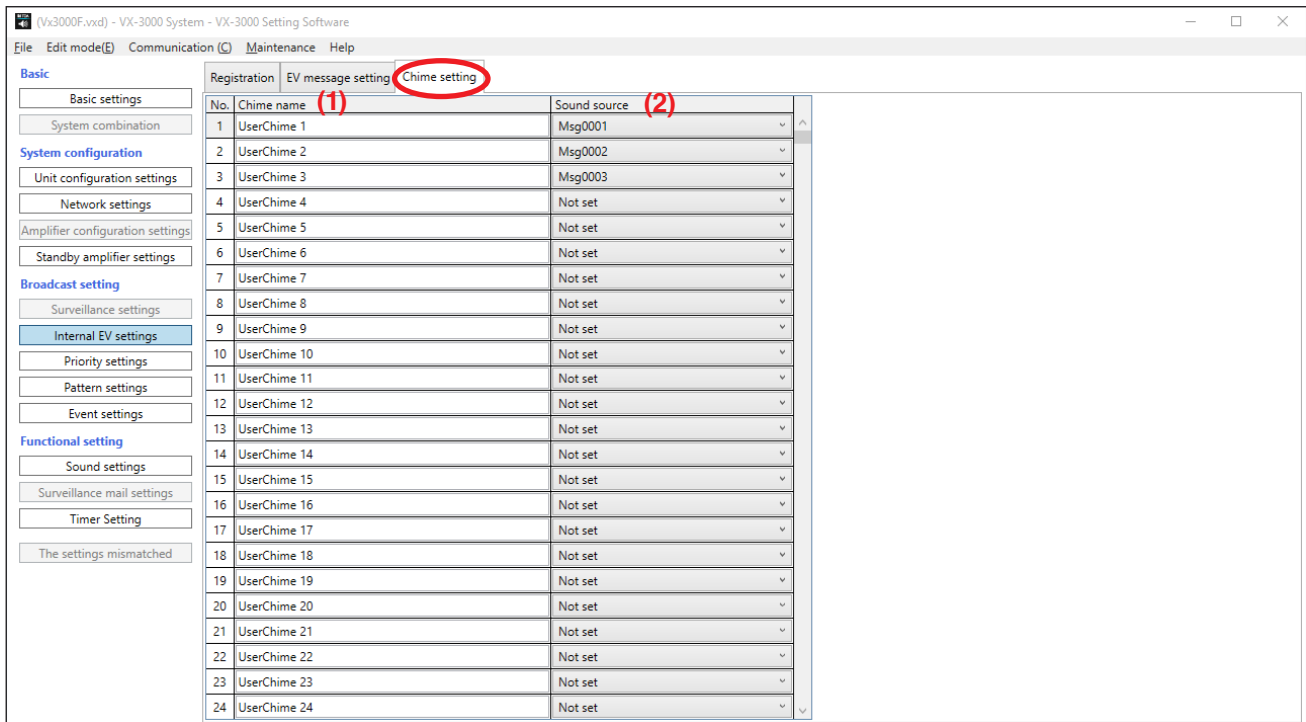 (Vx3000F.vxd) - VX-3000 System - VX-3000 Setting Software
File Edit mode(E) Communication (C) Maintenance Help
Basic
Basic settings
System combination
System configuration
Unit configuration settings
Network settings
Amplifier configuration settings
Standby amplifier settings
Broadcast setting
Surveillance settings
Internal EV settings
Priority settings
Pattern settings
Event settings
Functional setting
Sound settings
Surveillance mail settings
Timer Setting
The settings mismatched
Registration EV message setting Chime setting
No. Chime name (1) Sound source (2)
1 UserChime 1 Msg0001
2 UserChime 2 Msg0002
3 UserChime 3 Msg0003
4 UserChime 4 Not set
5 UserChime 5 Not set
6 UserChime 6 Not set
7 UserChime 7 Not set
8 UserChime 8 Not set
9 UserChime 9 Not set
10 UserChime 10 Not set
11 UserChime 11 Not set
12 UserChime 12 Not set
13 UserChime 13 Not set
14 UserChime 14 Not set
15 UserChime 15 Not set
16 UserChime 16 Not set
17 UserChime 17 Not set
18 UserChime 18 Not set
19 UserChime 19 Not set
20 UserChime 20 Not set
21 UserChime 21 Not set
22 UserChime 22 Not set
23 UserChime 23 Not set
24 UserChime 24 Not set